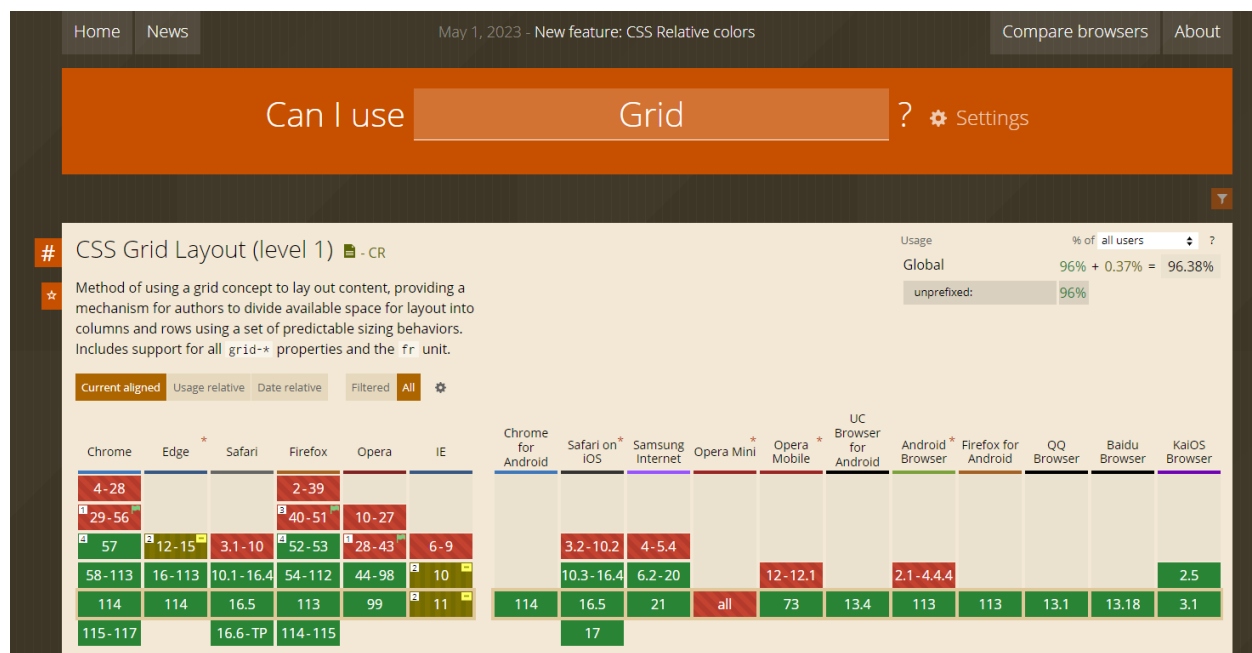 Home News May 1, 2023 - New feature: CSS Relative colors Compare browsers About
Can I use Grid ? Settings
# CSS Grid Layout (level 1) - CR
Usage % of all users ?
Global 96% + 0.37% = 96.38%
unprefixed: 96%
Method of using a grid concept to lay out content, providing a
mechanism for authors to divide available space for layout into
columns and rows using a set of predictable sizing behaviors.
Includes support for all grid-* properties and the fr unit.
Current aligned Usage relative Date relative Filtered All
Chrome Edge * Safari Firefox Opera IE Chrome for Android Safari on iOS * Samsung Internet Opera Mini * Opera Mobile * UC Browser for Android Android Browser * Firefox for Android QQ Browser Baidu Browser KaiOS Browser
4-28 2-39
1 29-56 3 40-51 10-27
4 57 2 12-15 3.1-10 4 52-53 1 28-43 6-9 3.2-10.2 4-5.4
58-113 16-113 10.1-16.4 54-112 44-98 2 10 10.3-16.4 6.2-20 12-12.1 2.1-4.4.4 2.5
114 114 16.5 113 99 2 11 114 16.5 21 all 73 13.4 113 113 13.1 13.18 3.1
115-117 16.6-TP 114-115 17